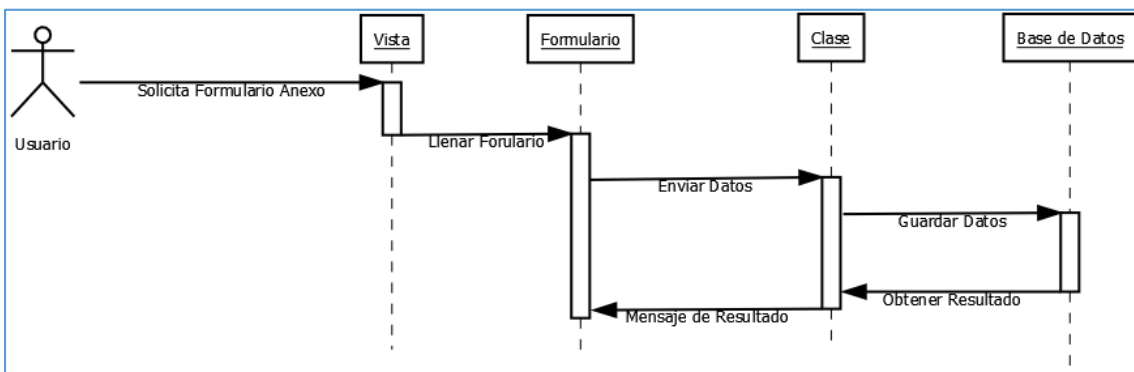 Vista
Formulario
Clase
Base de Datos
Solicita Formulario Anexo
Usuario
Llenar Forulario
Enviar Datos
Guardar Datos
Obtener Resultado
Mensaje de Resultado